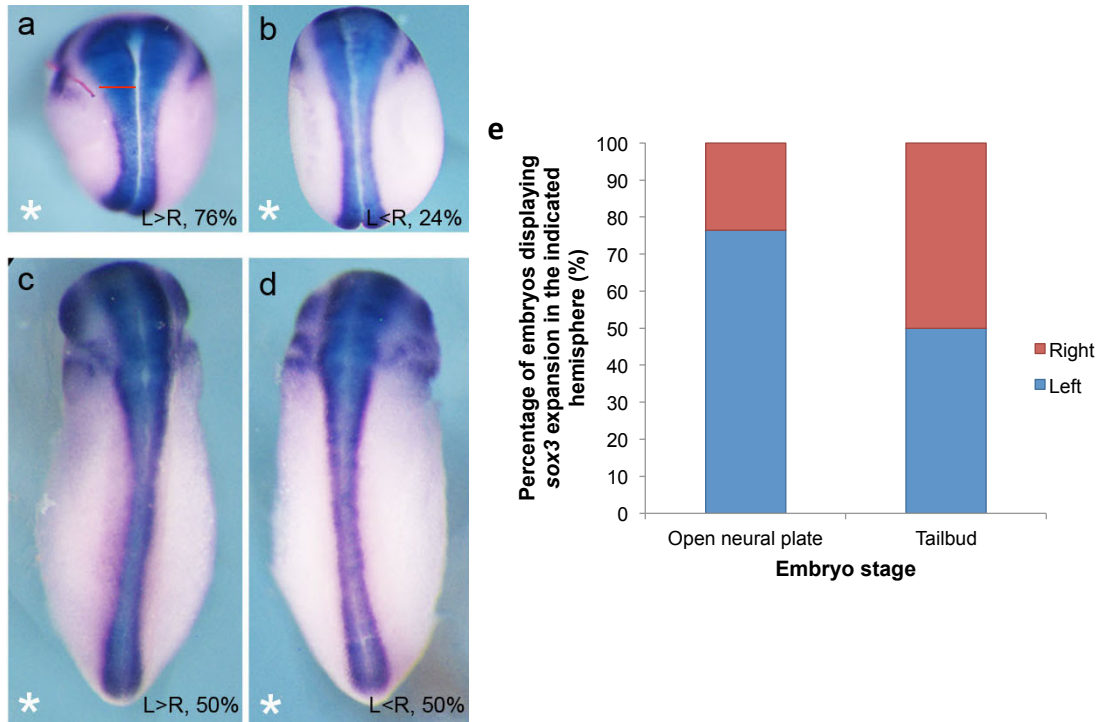 a
b
*
L>R, 76%
*
L<R, 24%
c
d
*
L>R, 50%
*
L<R, 50%
e
Percentage of embryos displaying
sox3 expansion in the indicated
hemisphere (%)
100
90
80
70
60
50
40
30
20
10
0
Open neural plate
Tailbud
Embryo stage
Right
Left